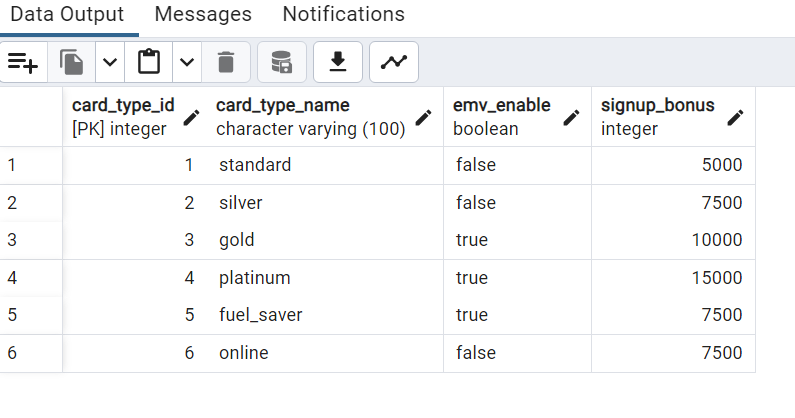 Data Output Messages Notifications
card_type_id card_type_name emv_enable signup_bonus
[PK] integer character varying (100) boolean integer
1 1 standard false 5000
2 2 silver false 7500
3 3 gold true 10000
4 4 platinum true 15000
5 5 fuel_saver true 7500
6 6 online false 7500